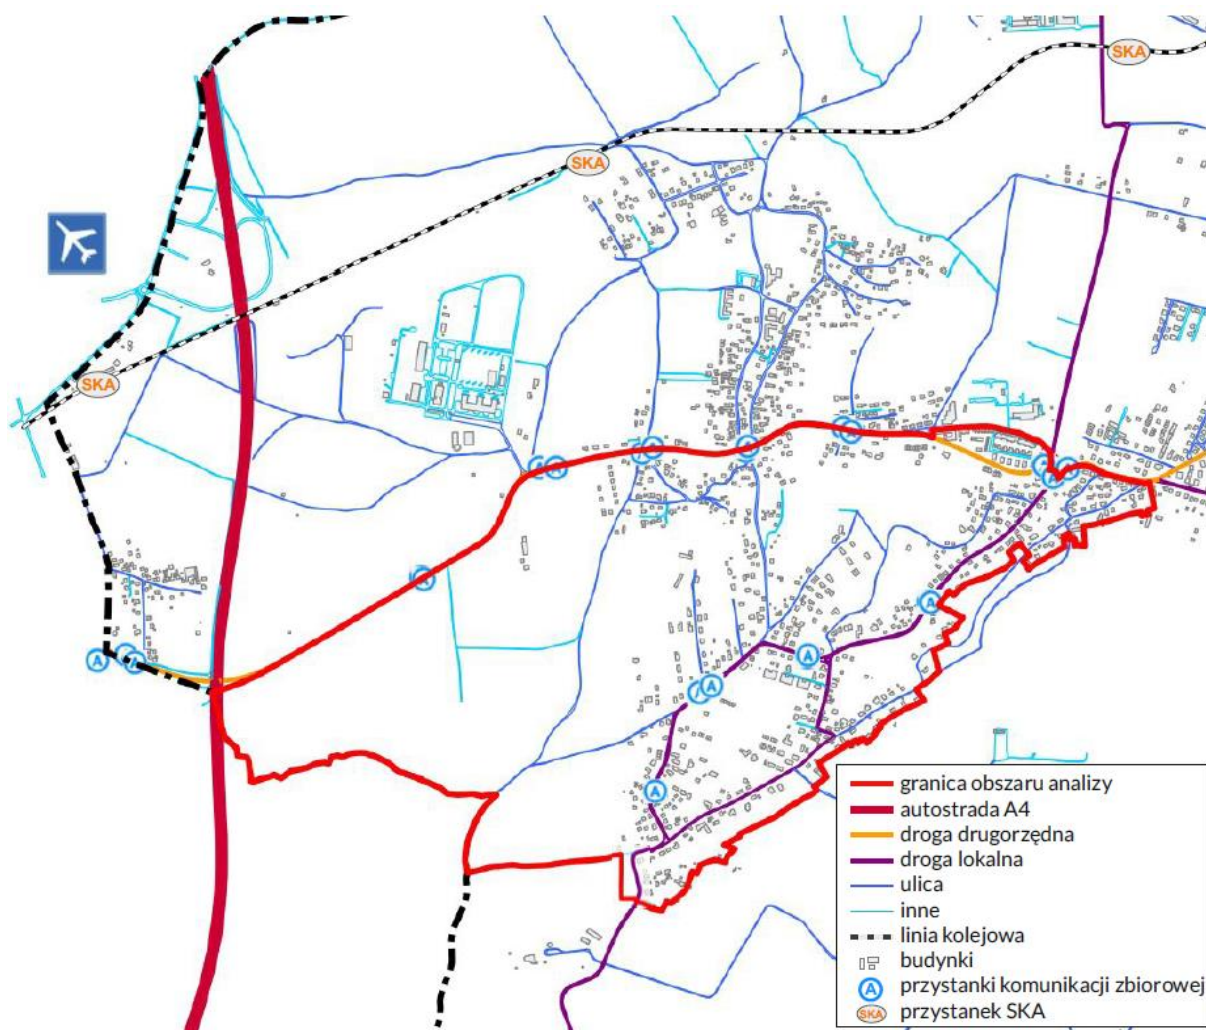 SKA
SKA
SKA
A
A
A
A
A
A
A
A
A
A
A
A
A
A
granica obszaru analizy
autostrada A4
droga drugorzędna
droga lokalna
ulica
inne
linia kolejowa
budynki
A przystanki komunikacji zbiorowej
SKA przystanek SKA